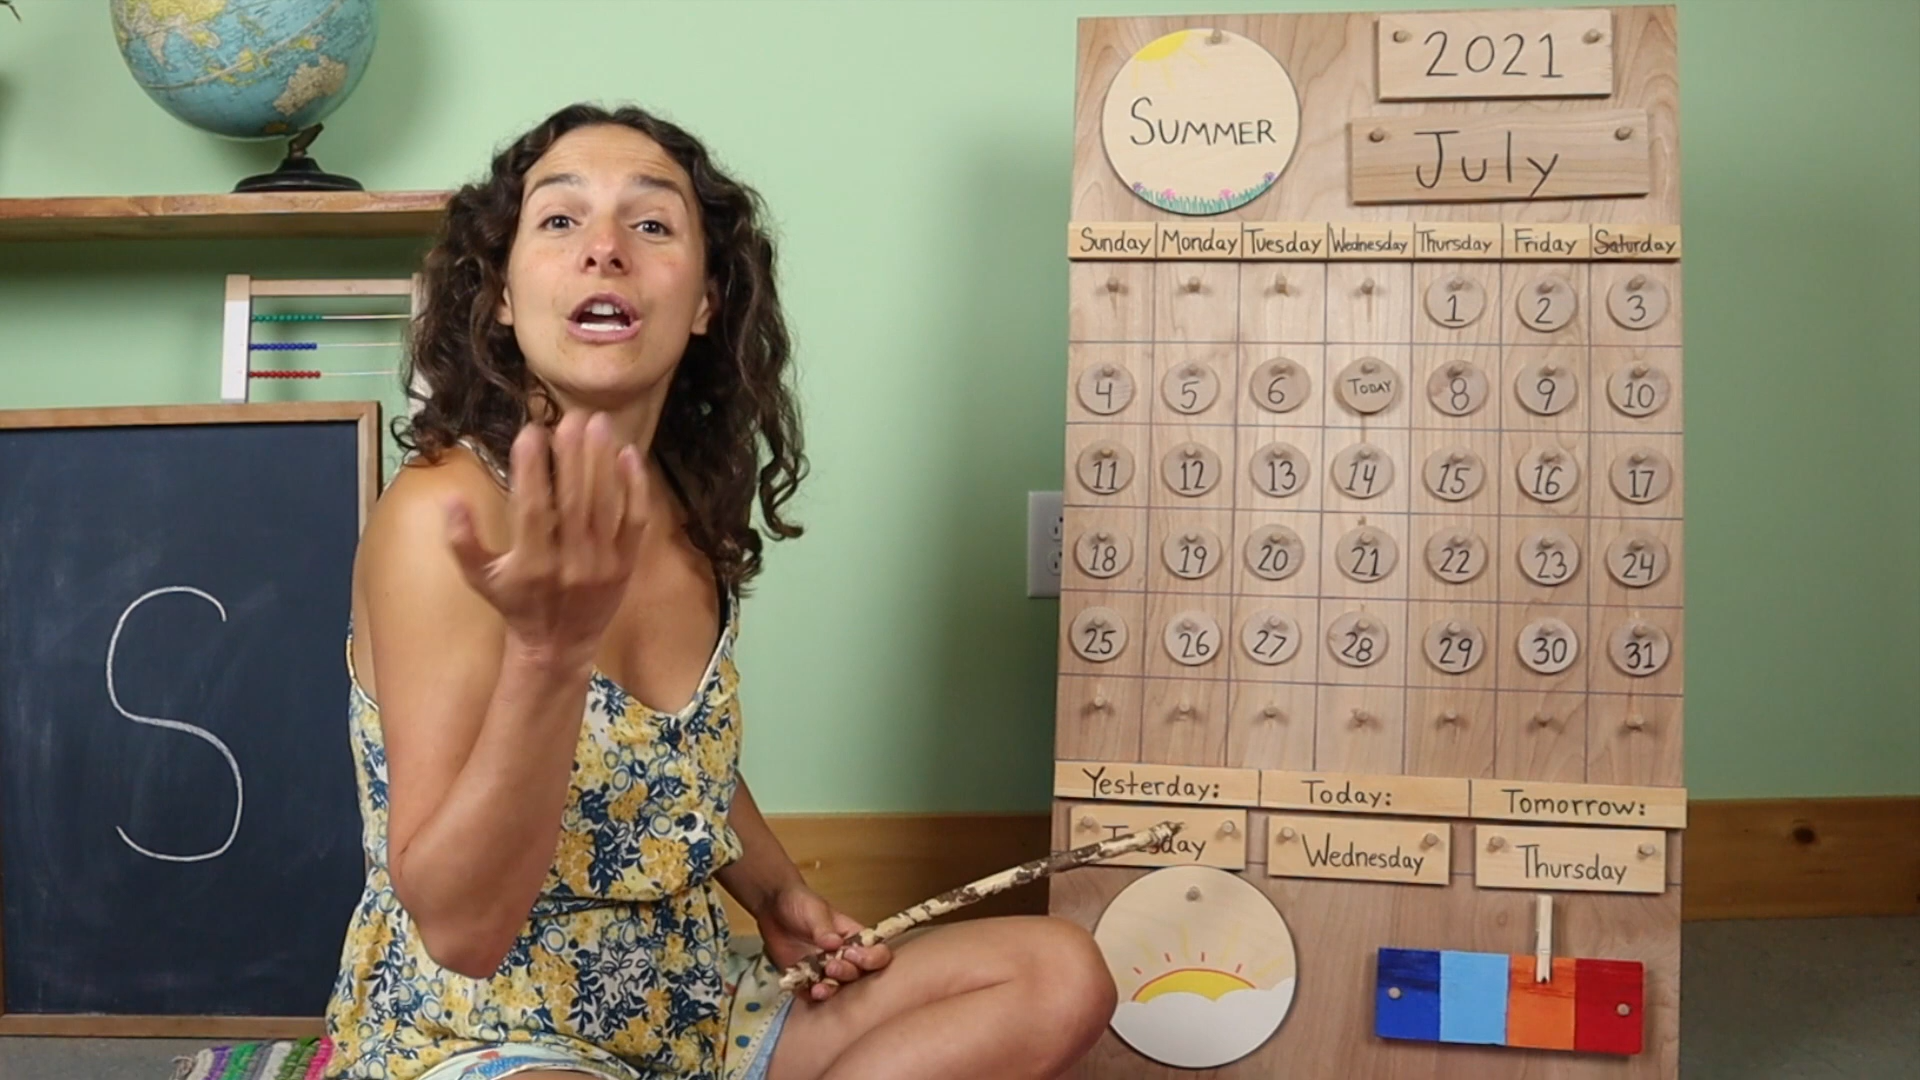 2021
SUMMER
July
Sunday Monday Tuesday Wednesday Thursday Friday Saturday
1 2 3
4 5 6 TODAY 8 9 10
11 12 13 14 15 16 17
18 19 20 21 22 23 24
25 26 27 28 29 30 31
Yesterday: Today: Tomorrow:
Wednesday Thursday
S